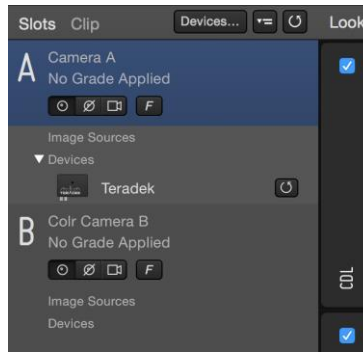 Slots Clip Devices... Look
A Camera A
No Grade Applied
F
Image Sources
Devices
Teradek
B Colr Camera B
No Grade Applied
F
Image Sources
Devices
CDL